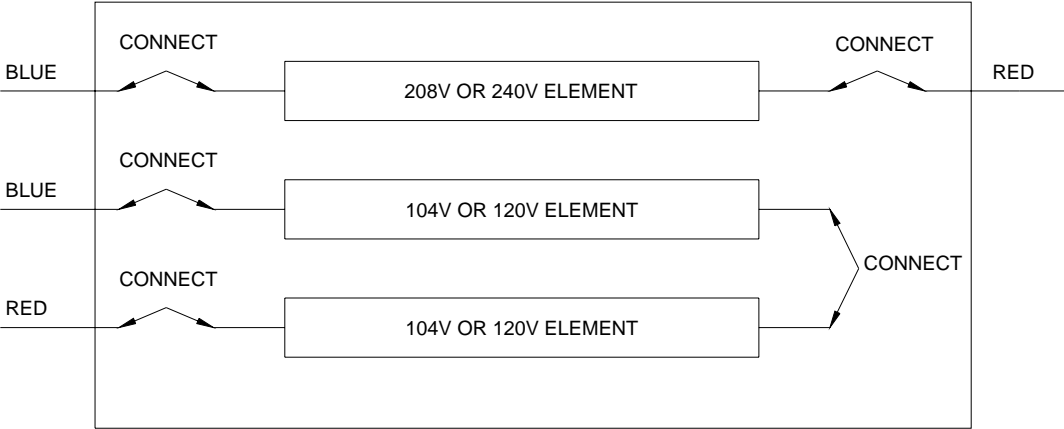 CONNECT
CONNECT
BLUE
RED
208V OR 240V ELEMENT
CONNECT
BLUE
104V OR 120V ELEMENT
CONNECT
CONNECT
RED
104V OR 120V ELEMENT